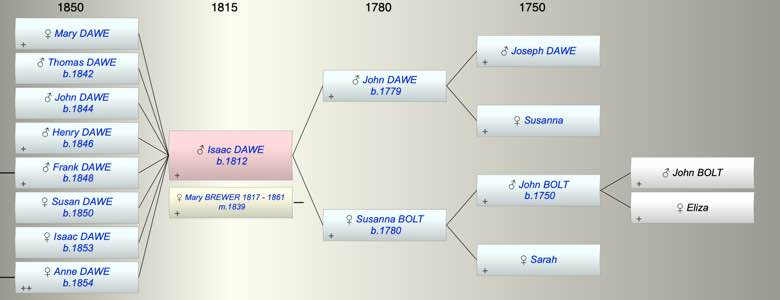 1850
1815
1780
1750
♀ Mary DAWE
+
♂ Thomas DAWE
b.1842
♂ John DAWE
b.1844
♂ Henry DAWE
b.1846
+
♂ Frank DAWE
b.1848
+
♀ Susan DAWE
b.1850
♀ Isaac DAWE
b.1853
♀ Anne DAWE
b.1854
++
♂ Isaac DAWE
b.1812
+
♀ Mary BREWER 1817 - 1861
m.1839
+
♂ John DAWE
b.1779
+
♀ Susanna BOLT
b.1780
+
♂ Joseph DAWE
+
♀ Susanna
+
♂ John BOLT
b.1750
+
♀ Sarah
+
♂ John BOLT
+
♀ Eliza
+